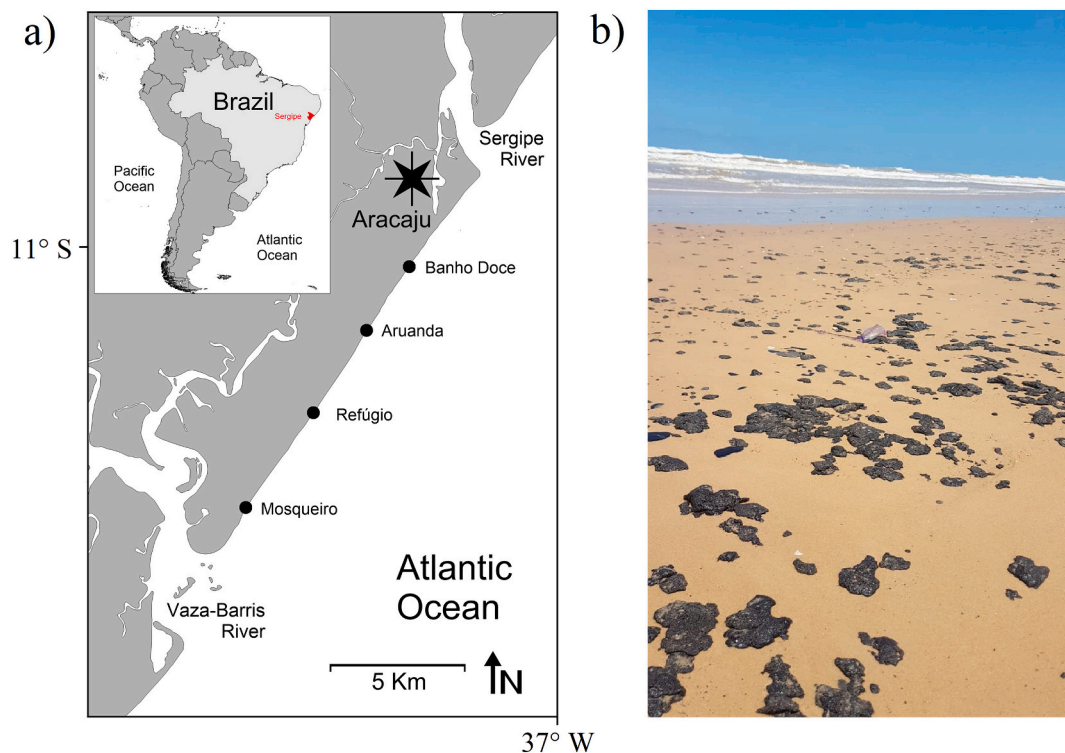 a)
b)
Brazil
Sergipe
Pacific
Ocean
Atlantic
Ocean
Sergipe
River
Aracaju
11° S
Banho Doce
Aruanda
Refúgio
Mosqueiro
Atlantic
Ocean
Vaza-Barris
River
5 Km
N
37° W